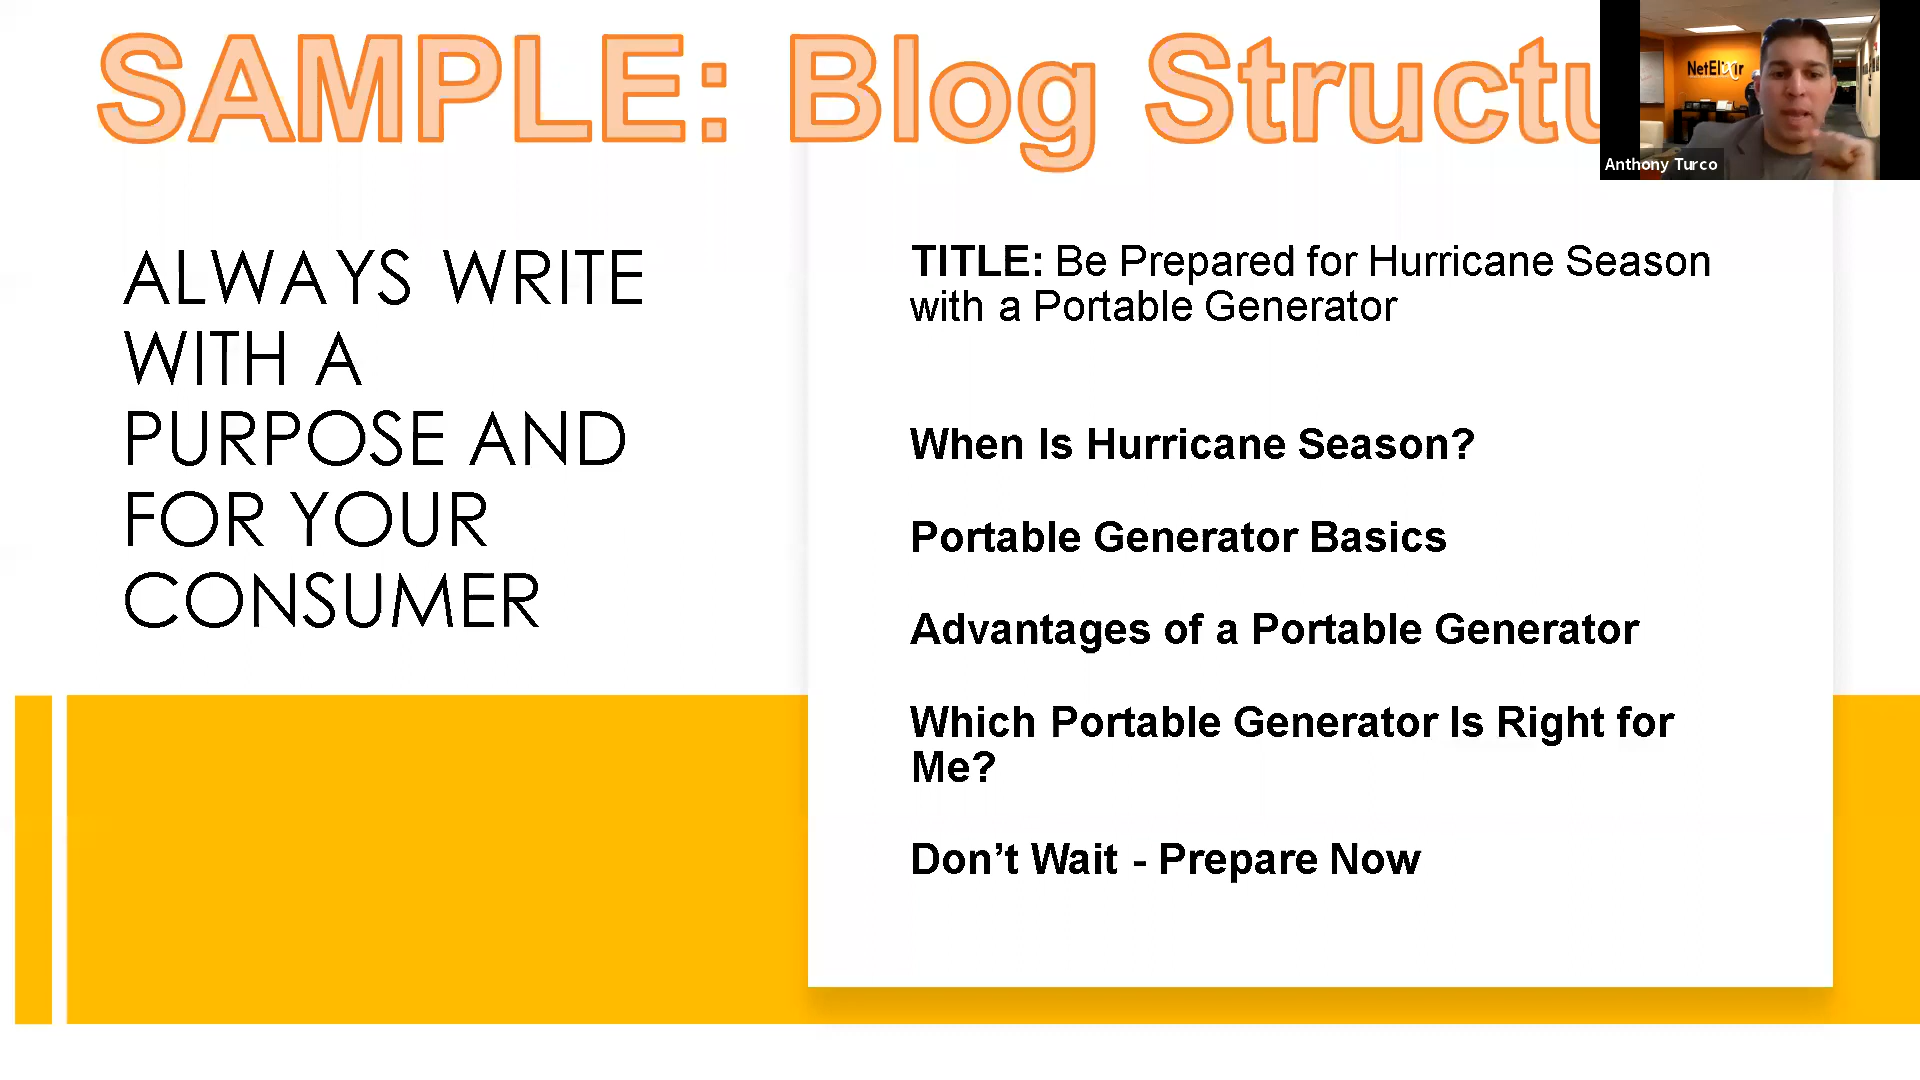 SAMPLE: Blog Structu
NetElixir
Anthony Turco
ALWAYS WRITE
WITH A
PURPOSE AND
FOR YOUR
CONSUMER
TITLE: Be Prepared for Hurricane Season
with a Portable Generator
When Is Hurricane Season?
Portable Generator Basics
Advantages of a Portable Generator
Which Portable Generator Is Right for
Me?
Don’t Wait - Prepare Now